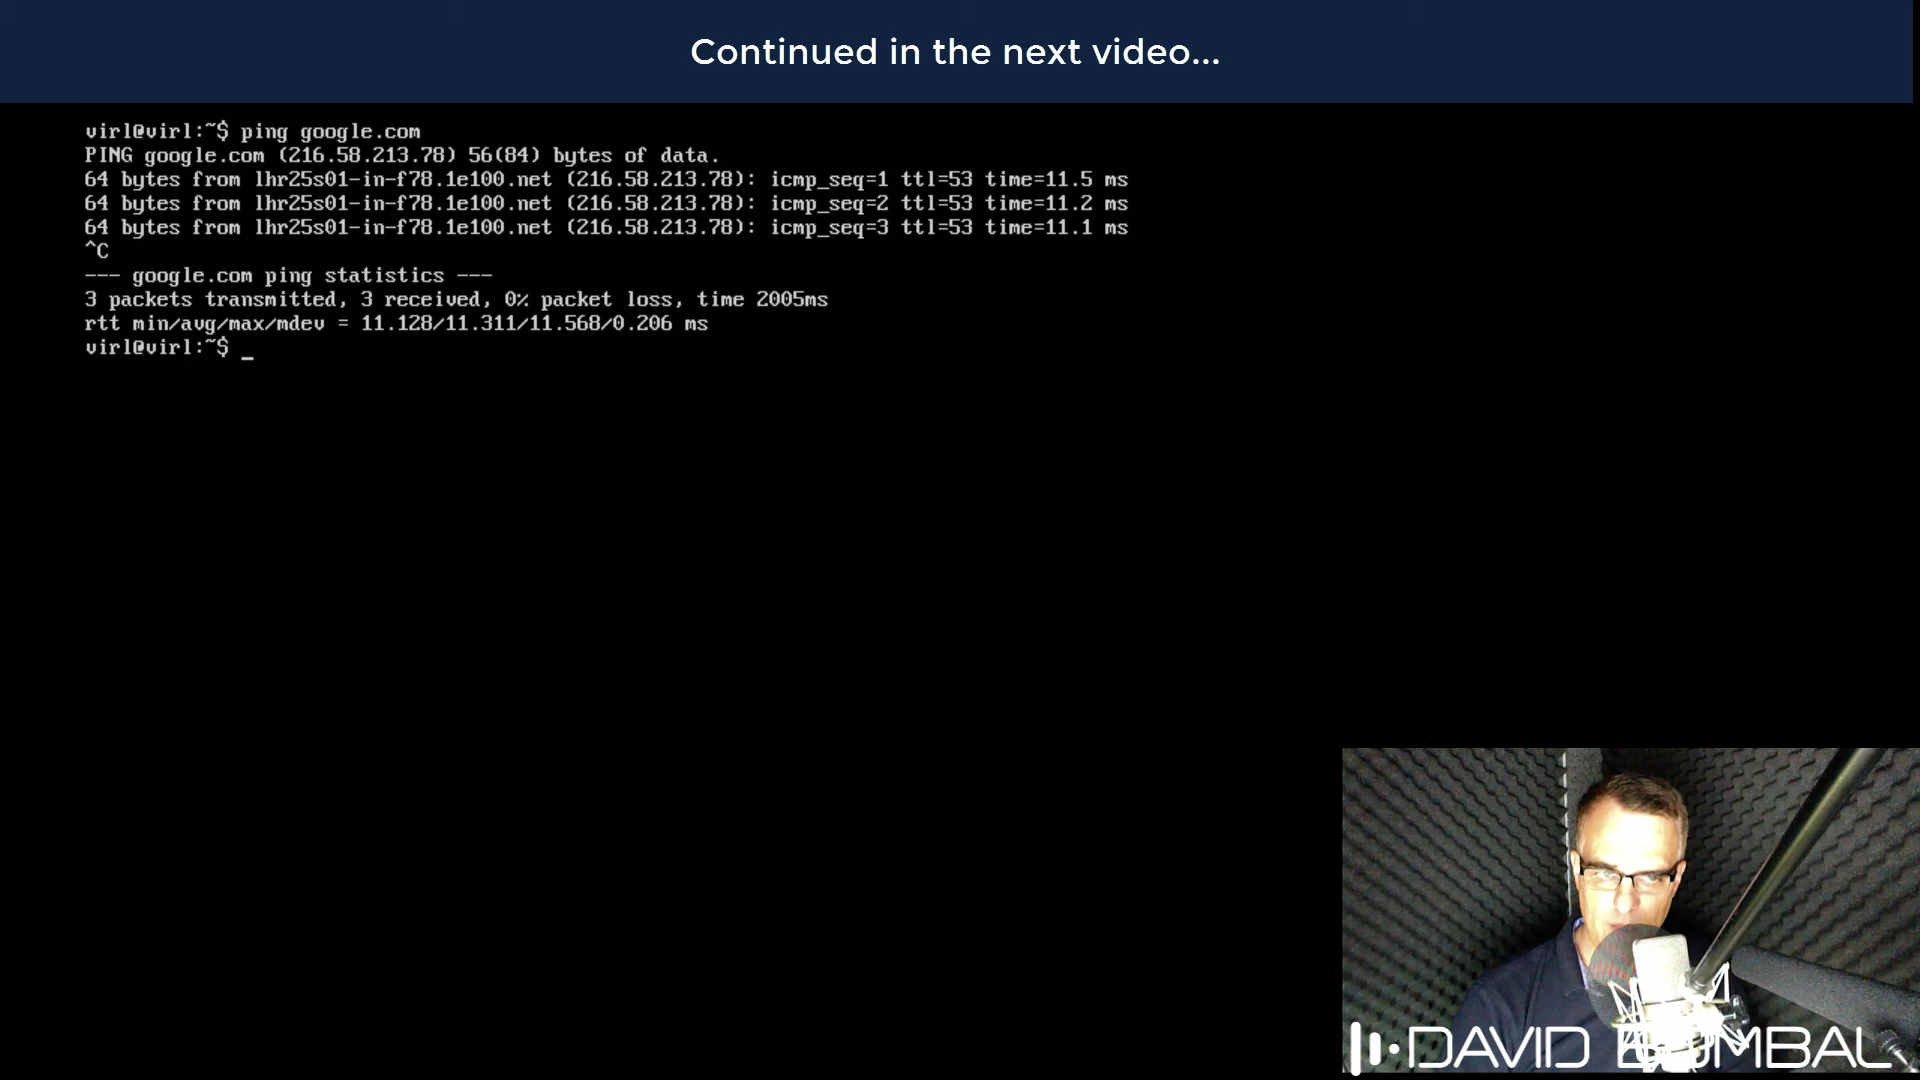 Continued in the next video...
virl@virl:~$ ping google.com
PING google.com (216.58.213.78) 56(84) bytes of data.
64 bytes from lhr25s01-in-f78.1e100.net (216.58.213.78): icmp_seq=1 ttl=53 time=11.5 ms
64 bytes from lhr25s01-in-f78.1e100.net (216.58.213.78): icmp_seq=2 ttl=53 time=11.2 ms
64 bytes from lhr25s01-in-f78.1e100.net (216.58.213.78): icmp_seq=3 ttl=53 time=11.1 ms
^C
--- google.com ping statistics ---
3 packets transmitted, 3 received, 0% packet loss, time 2005ms
rtt min/avg/max/mdev = 11.128/11.311/11.568/0.206 ms
virl@virl:~$ _
DAVID BOMBAL